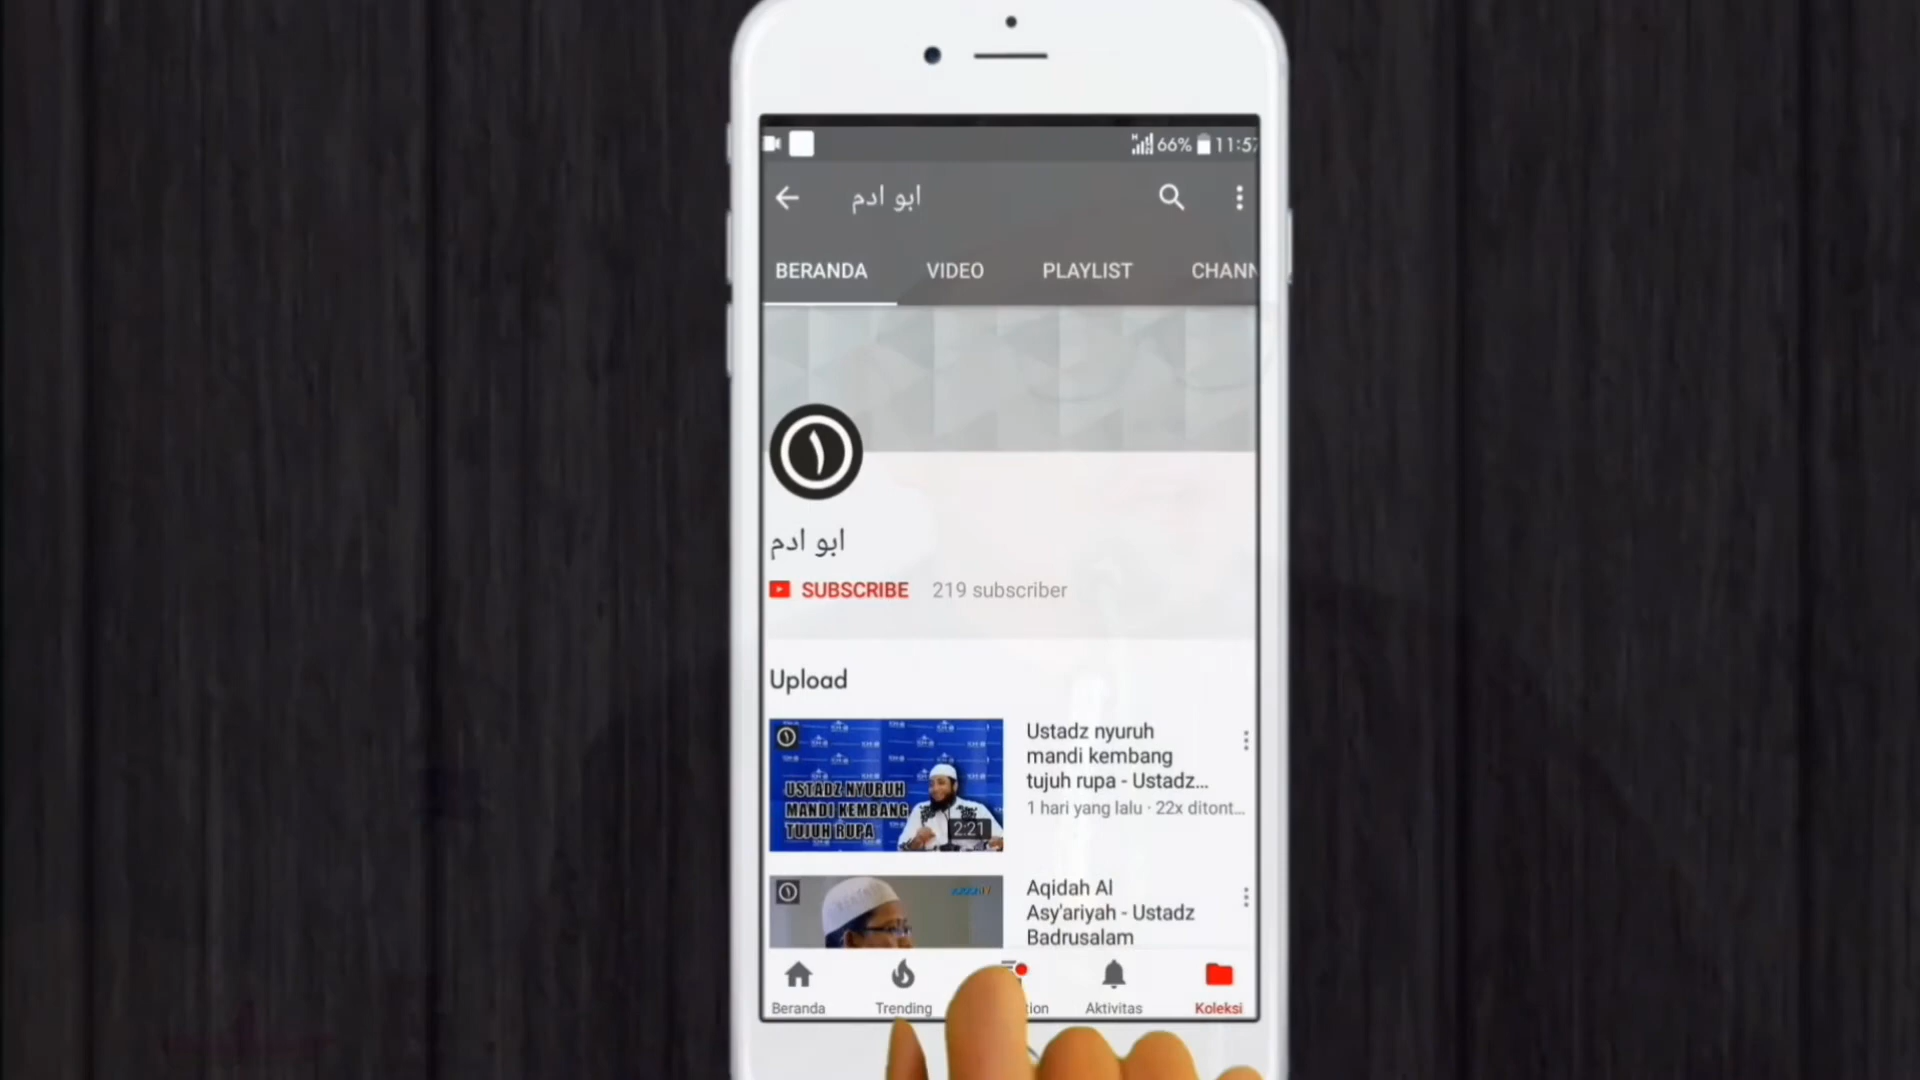 66% 11:57
ابو ادم
BERANDA VIDEO PLAYLIST CHANN
ابو ادم
SUBSCRIBE 219 subscriber
Upload
USTADZ NYURUH
MANDI KEMBANG
TUJUH RUPA
2:21
Ustadz nyuruh
mandi kembang
tujuh rupa - Ustadz...
1 hari yang lalu · 22x ditont...
Aqidah Al
Asy'ariyah - Ustadz
Badrusalam
Beranda Trending tion Aktivitas Koleksi